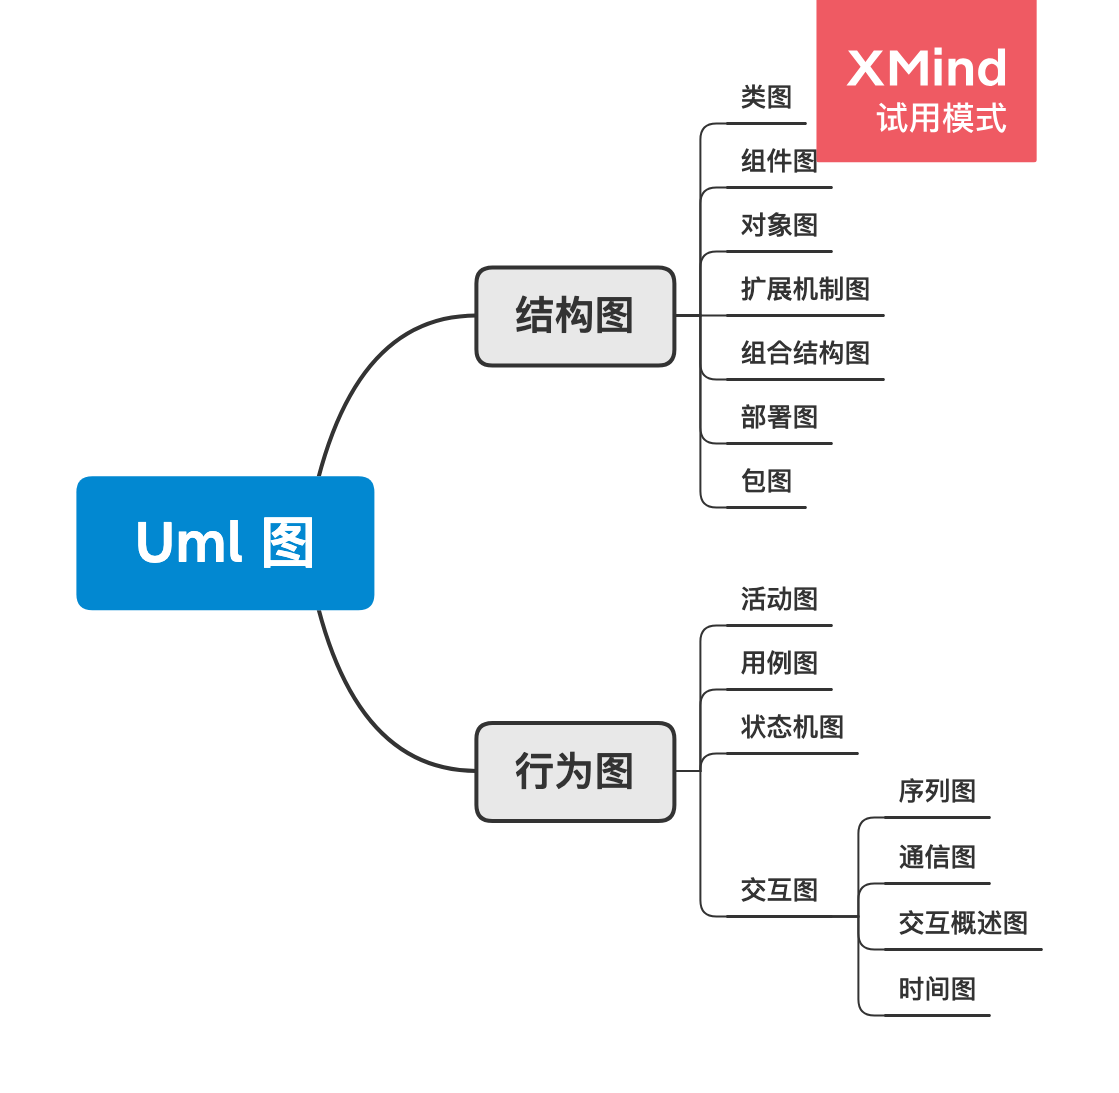 XMind
试用模式
类图
组件图
对象图
扩展机制图
结构图
组合结构图
部署图
包图
Uml 图
活动图
用例图
状态机图
行为图
序列图
通信图
交互图
交互概述图
时间图